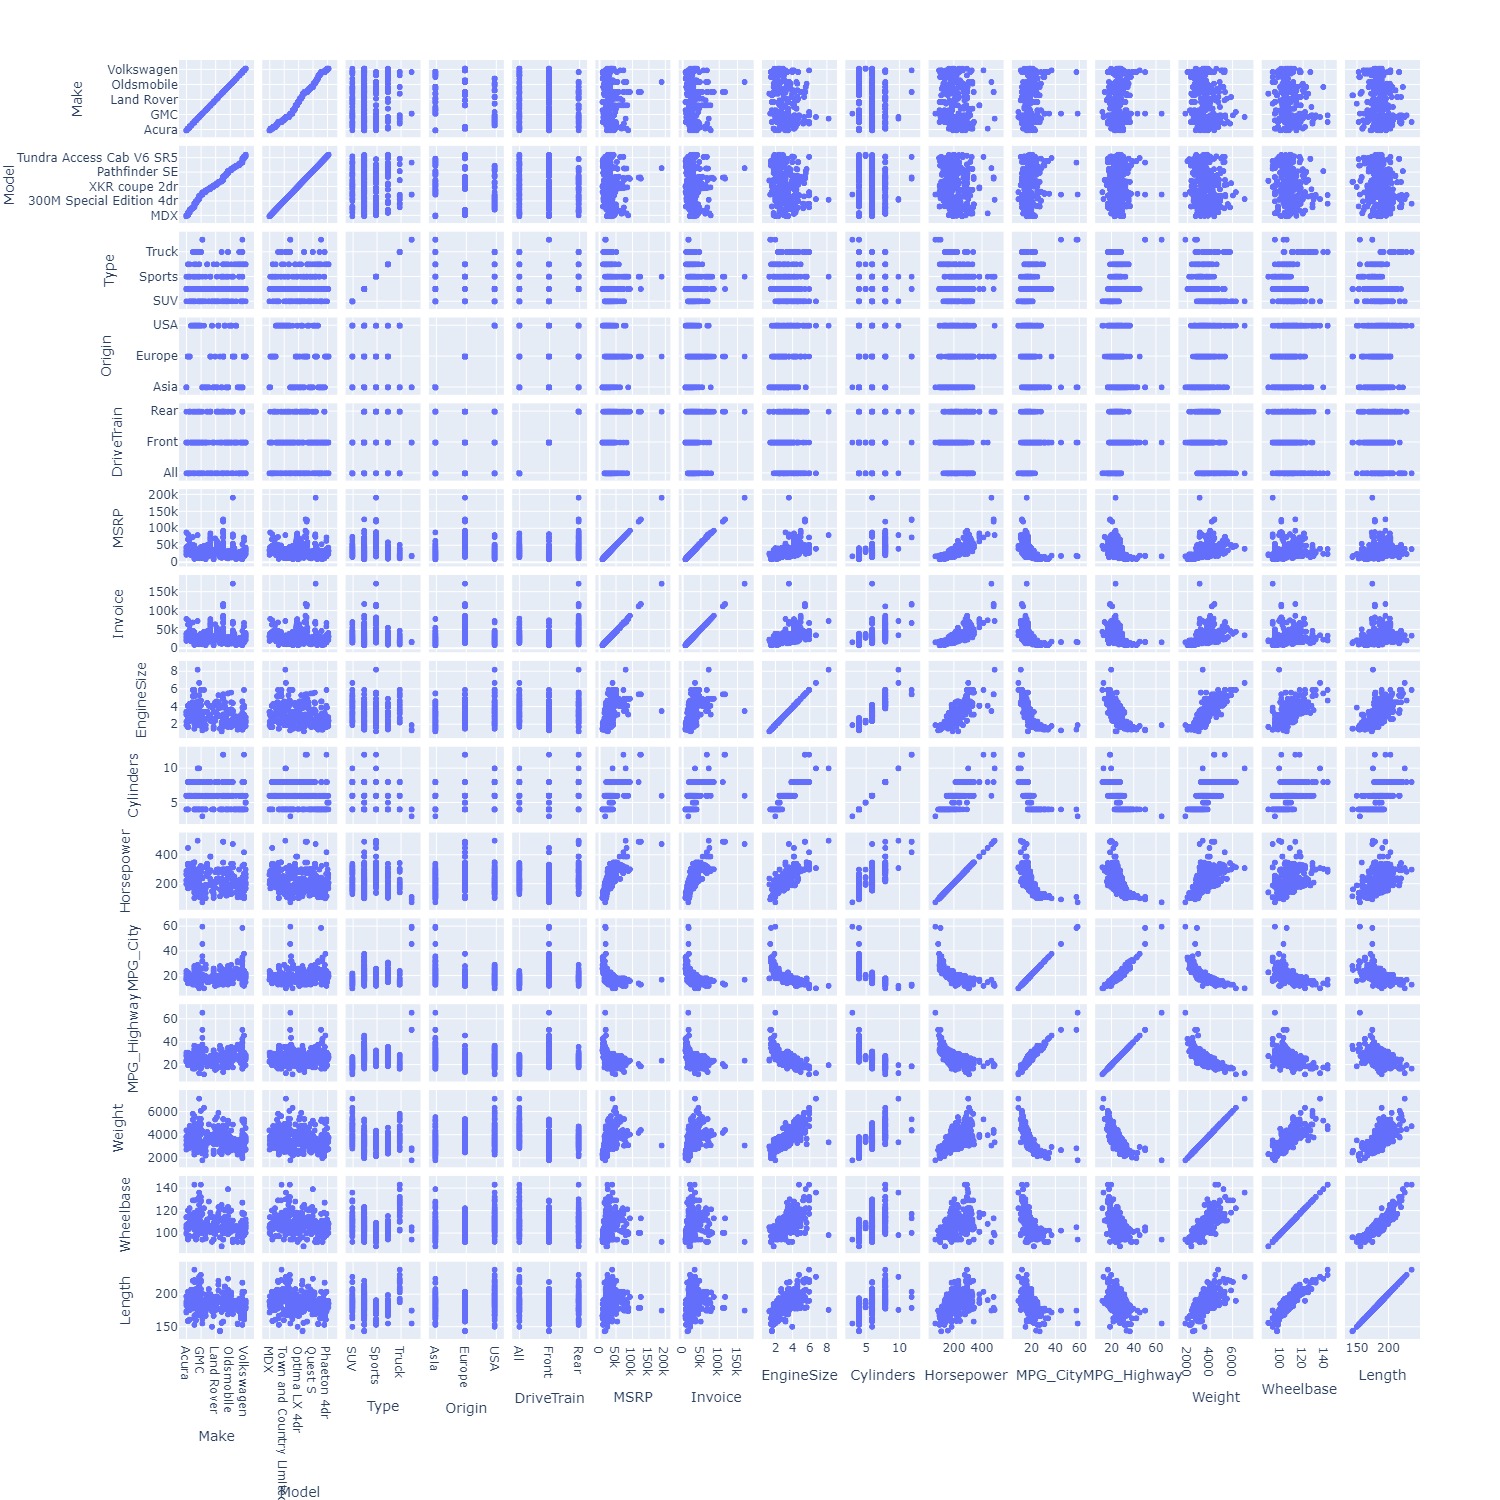 Make
Volkswagen
Oldsmobile
Land Rover
GMC
Acura
Model
Tundra Access Cab V6 SR5
Pathfinder SE
XKR coupe 2dr
300M Special Edition 4dr
MDX
Type
Truck
Sports
SUV
Origin
USA
Europe
Asia
DriveTrain
Rear
Front
All
MSRP
200k
150k
100k
50k
0
Invoice
150k
100k
50k
0
EngineSize
8
6
4
2
Cylinders
10
5
Horsepower
400
200
MPG_City
60
40
20
MPG_Highway
60
40
20
Weight
6000
4000
2000
Wheelbase
140
120
100
Length
200
150
Acura GMC Land Rover Oldsmobile Volkswagen
MDX Town and Country Optima LX 4dr Quest S Phaeton 4dr
SUV Sports Truck
Asia Europe USA
All Front Rear
0 50k 100k 150k 200k
0 50k 100k 150k
2 4 6 8
5 10
200 400
20 40 60
20 40 60
2000 4000 6000
100 120 140
150 200
Make
Model
Type
Origin
DriveTrain
MSRP
Invoice
EngineSize
Cylinders
Horsepower
MPG_City
MPG_Highway
Weight
Wheelbase
Length